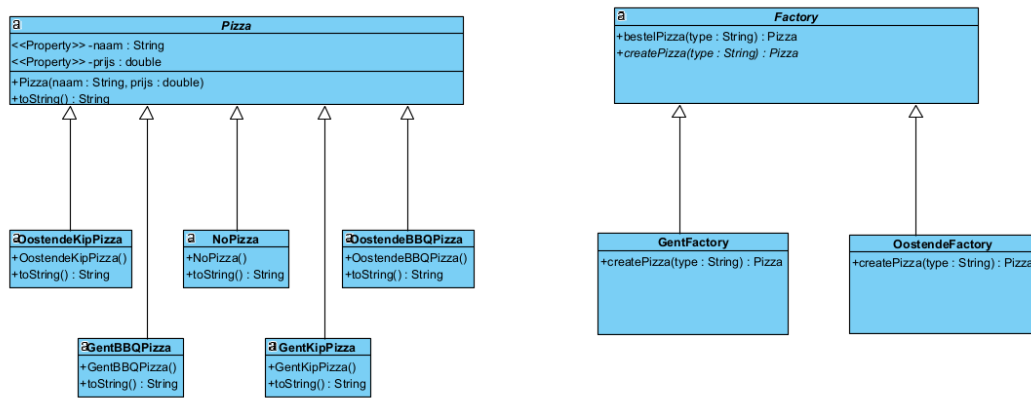 a Pizza
<<Property>> -naam : String
<<Property>> -prijs : double
+Pizza(naam : String, prijs : double)
+toString() : String
a Factory
+bestelPizza(type : String) : Pizza
+createPizza(type : String) : Pizza
a OostendeKipPizza
+OostendeKipPizza()
+toString() : String
a NoPizza
+NoPizza()
+toString() : String
a OostendeBBQPizza
+OostendeBBQPizza()
+toString() : String
GentFactory
+createPizza(type : String) : Pizza
OostendeFactory
+createPizza(type : String) : Pizza
a GentBBQPizza
+GentBBQPizza()
+toString() : String
a GentKipPizza
+GentKipPizza()
+toString() : String